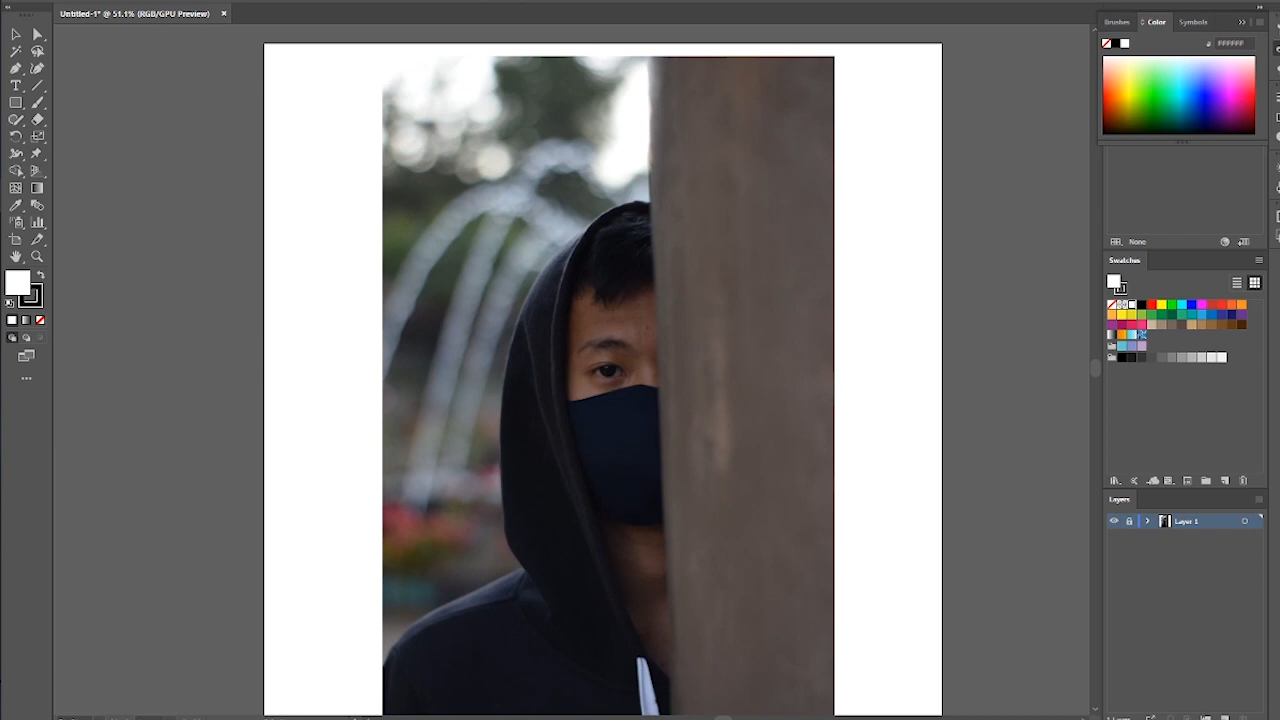 Untitled-1* @ 51.1% (RGB/GPU Preview) ×
Brushes Color Symbols
FFFFFF
None
Swatches
Layers
Layer 1